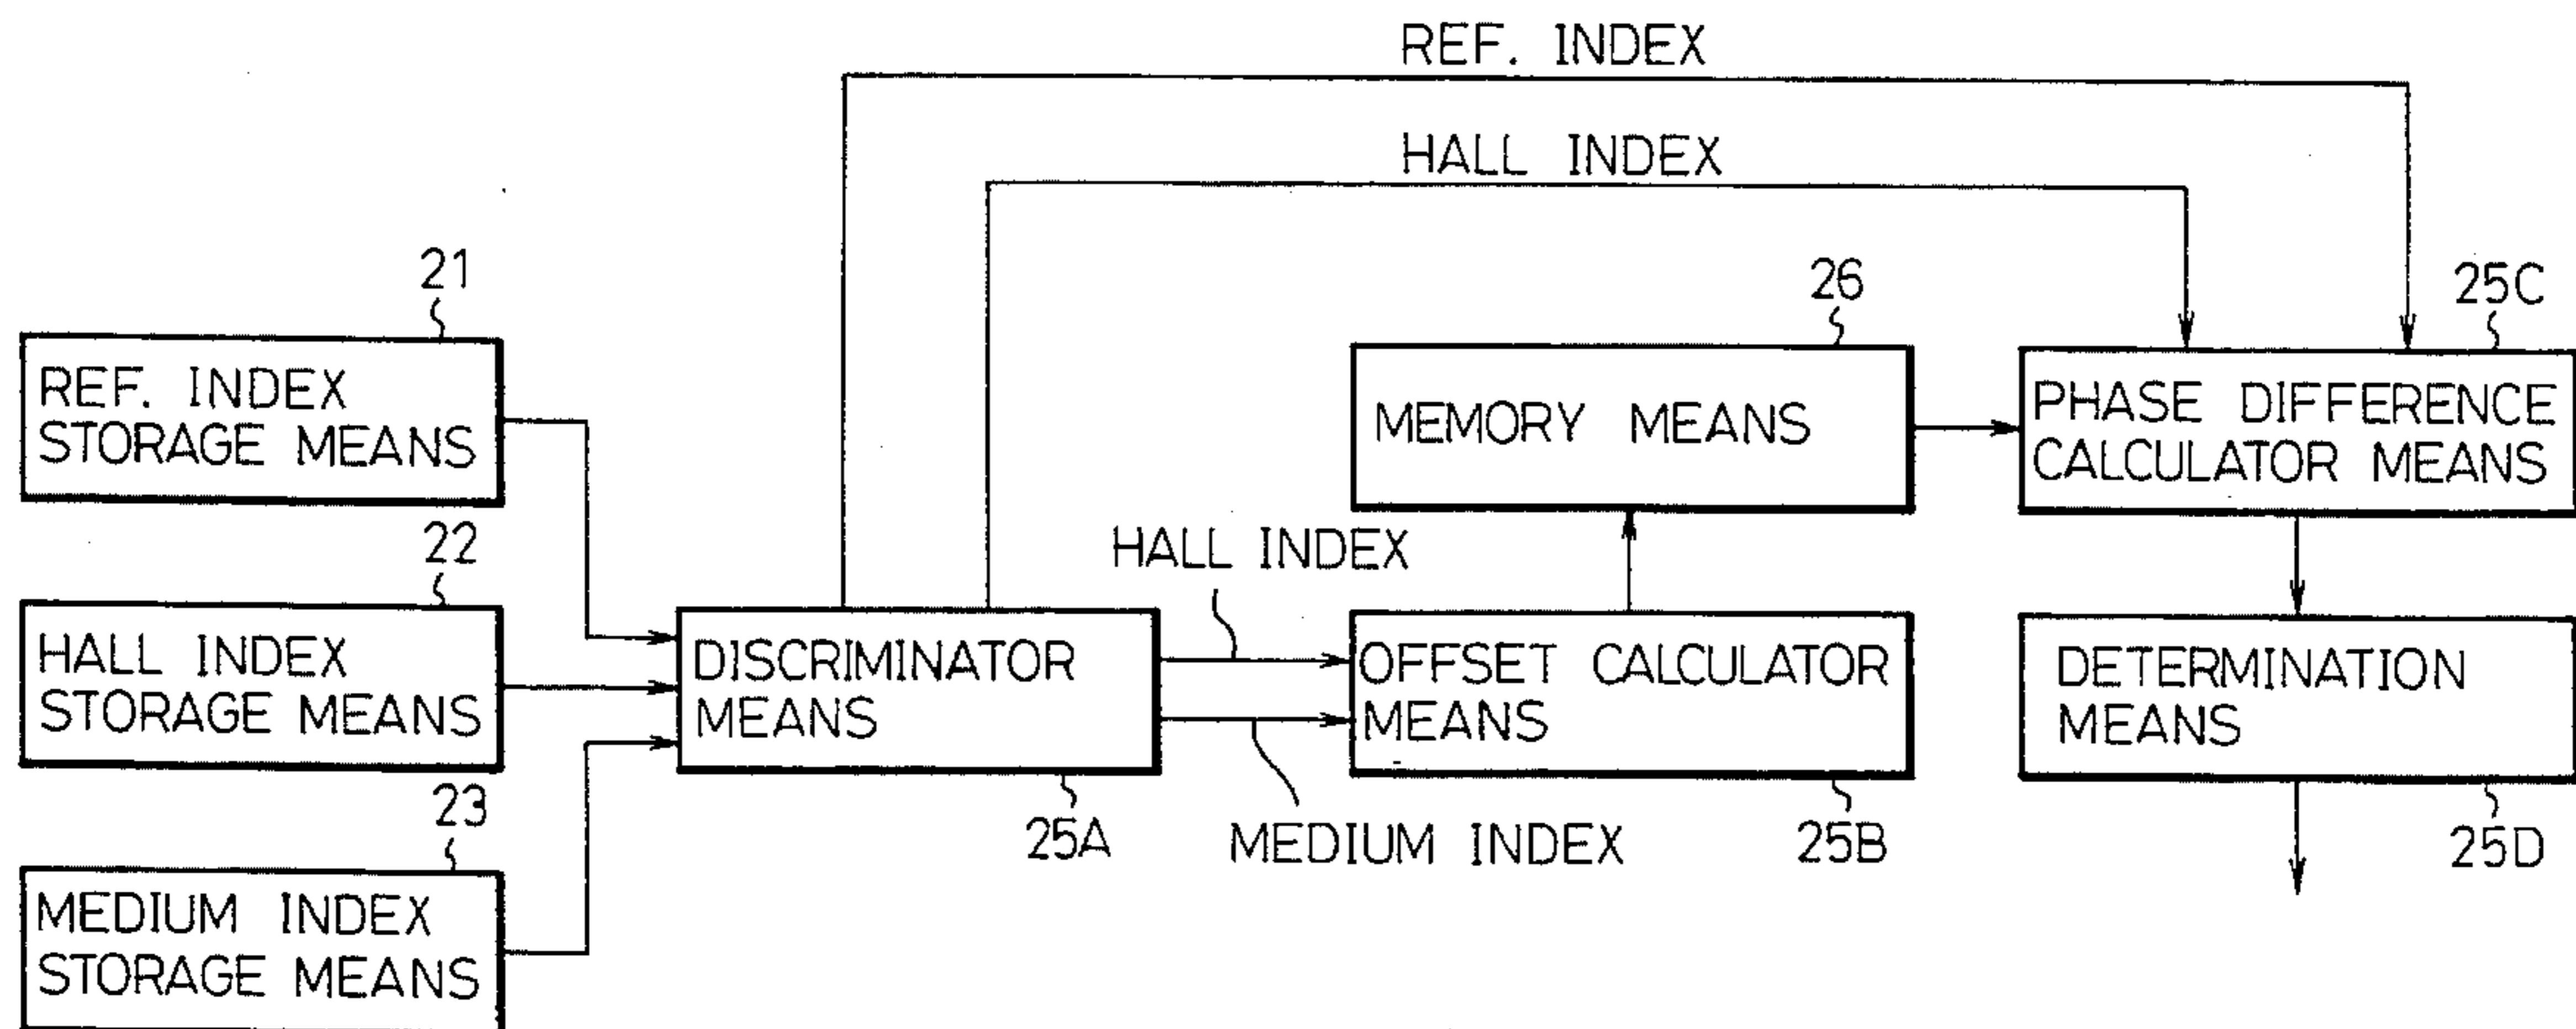 REF. INDEX
HALL INDEX
21
REF. INDEX
STORAGE MEANS
22
HALL INDEX
STORAGE MEANS
23
MEDIUM INDEX
STORAGE MEANS
DISCRIMINATOR
MEANS
25A
HALL INDEX
MEDIUM INDEX
26
MEMORY MEANS
OFFSET CALCULATOR
MEANS
25B
25C
PHASE DIFFERENCE
CALCULATOR MEANS
DETERMINATION
MEANS
25D